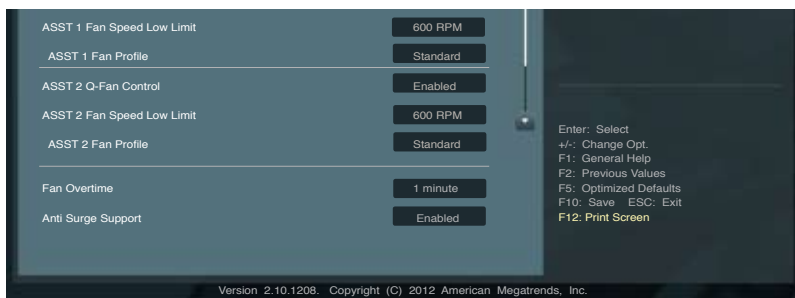 ASST 1 Fan Speed Low Limit 600 RPM
ASST 1 Fan Profile Standard
ASST 2 Q-Fan Control Enabled
ASST 2 Fan Speed Low Limit 600 RPM
ASST 2 Fan Profile Standard
Fan Overtime 1 minute
Anti Surge Support Enabled
Enter: Select
+/-: Change Opt.
F1: General Help
F2: Previous Values
F5: Optimized Defaults
F10: Save ESC: Exit
F12: Print Screen
Version 2.10.1208. Copyright (C) 2012 American Megatrends, Inc.